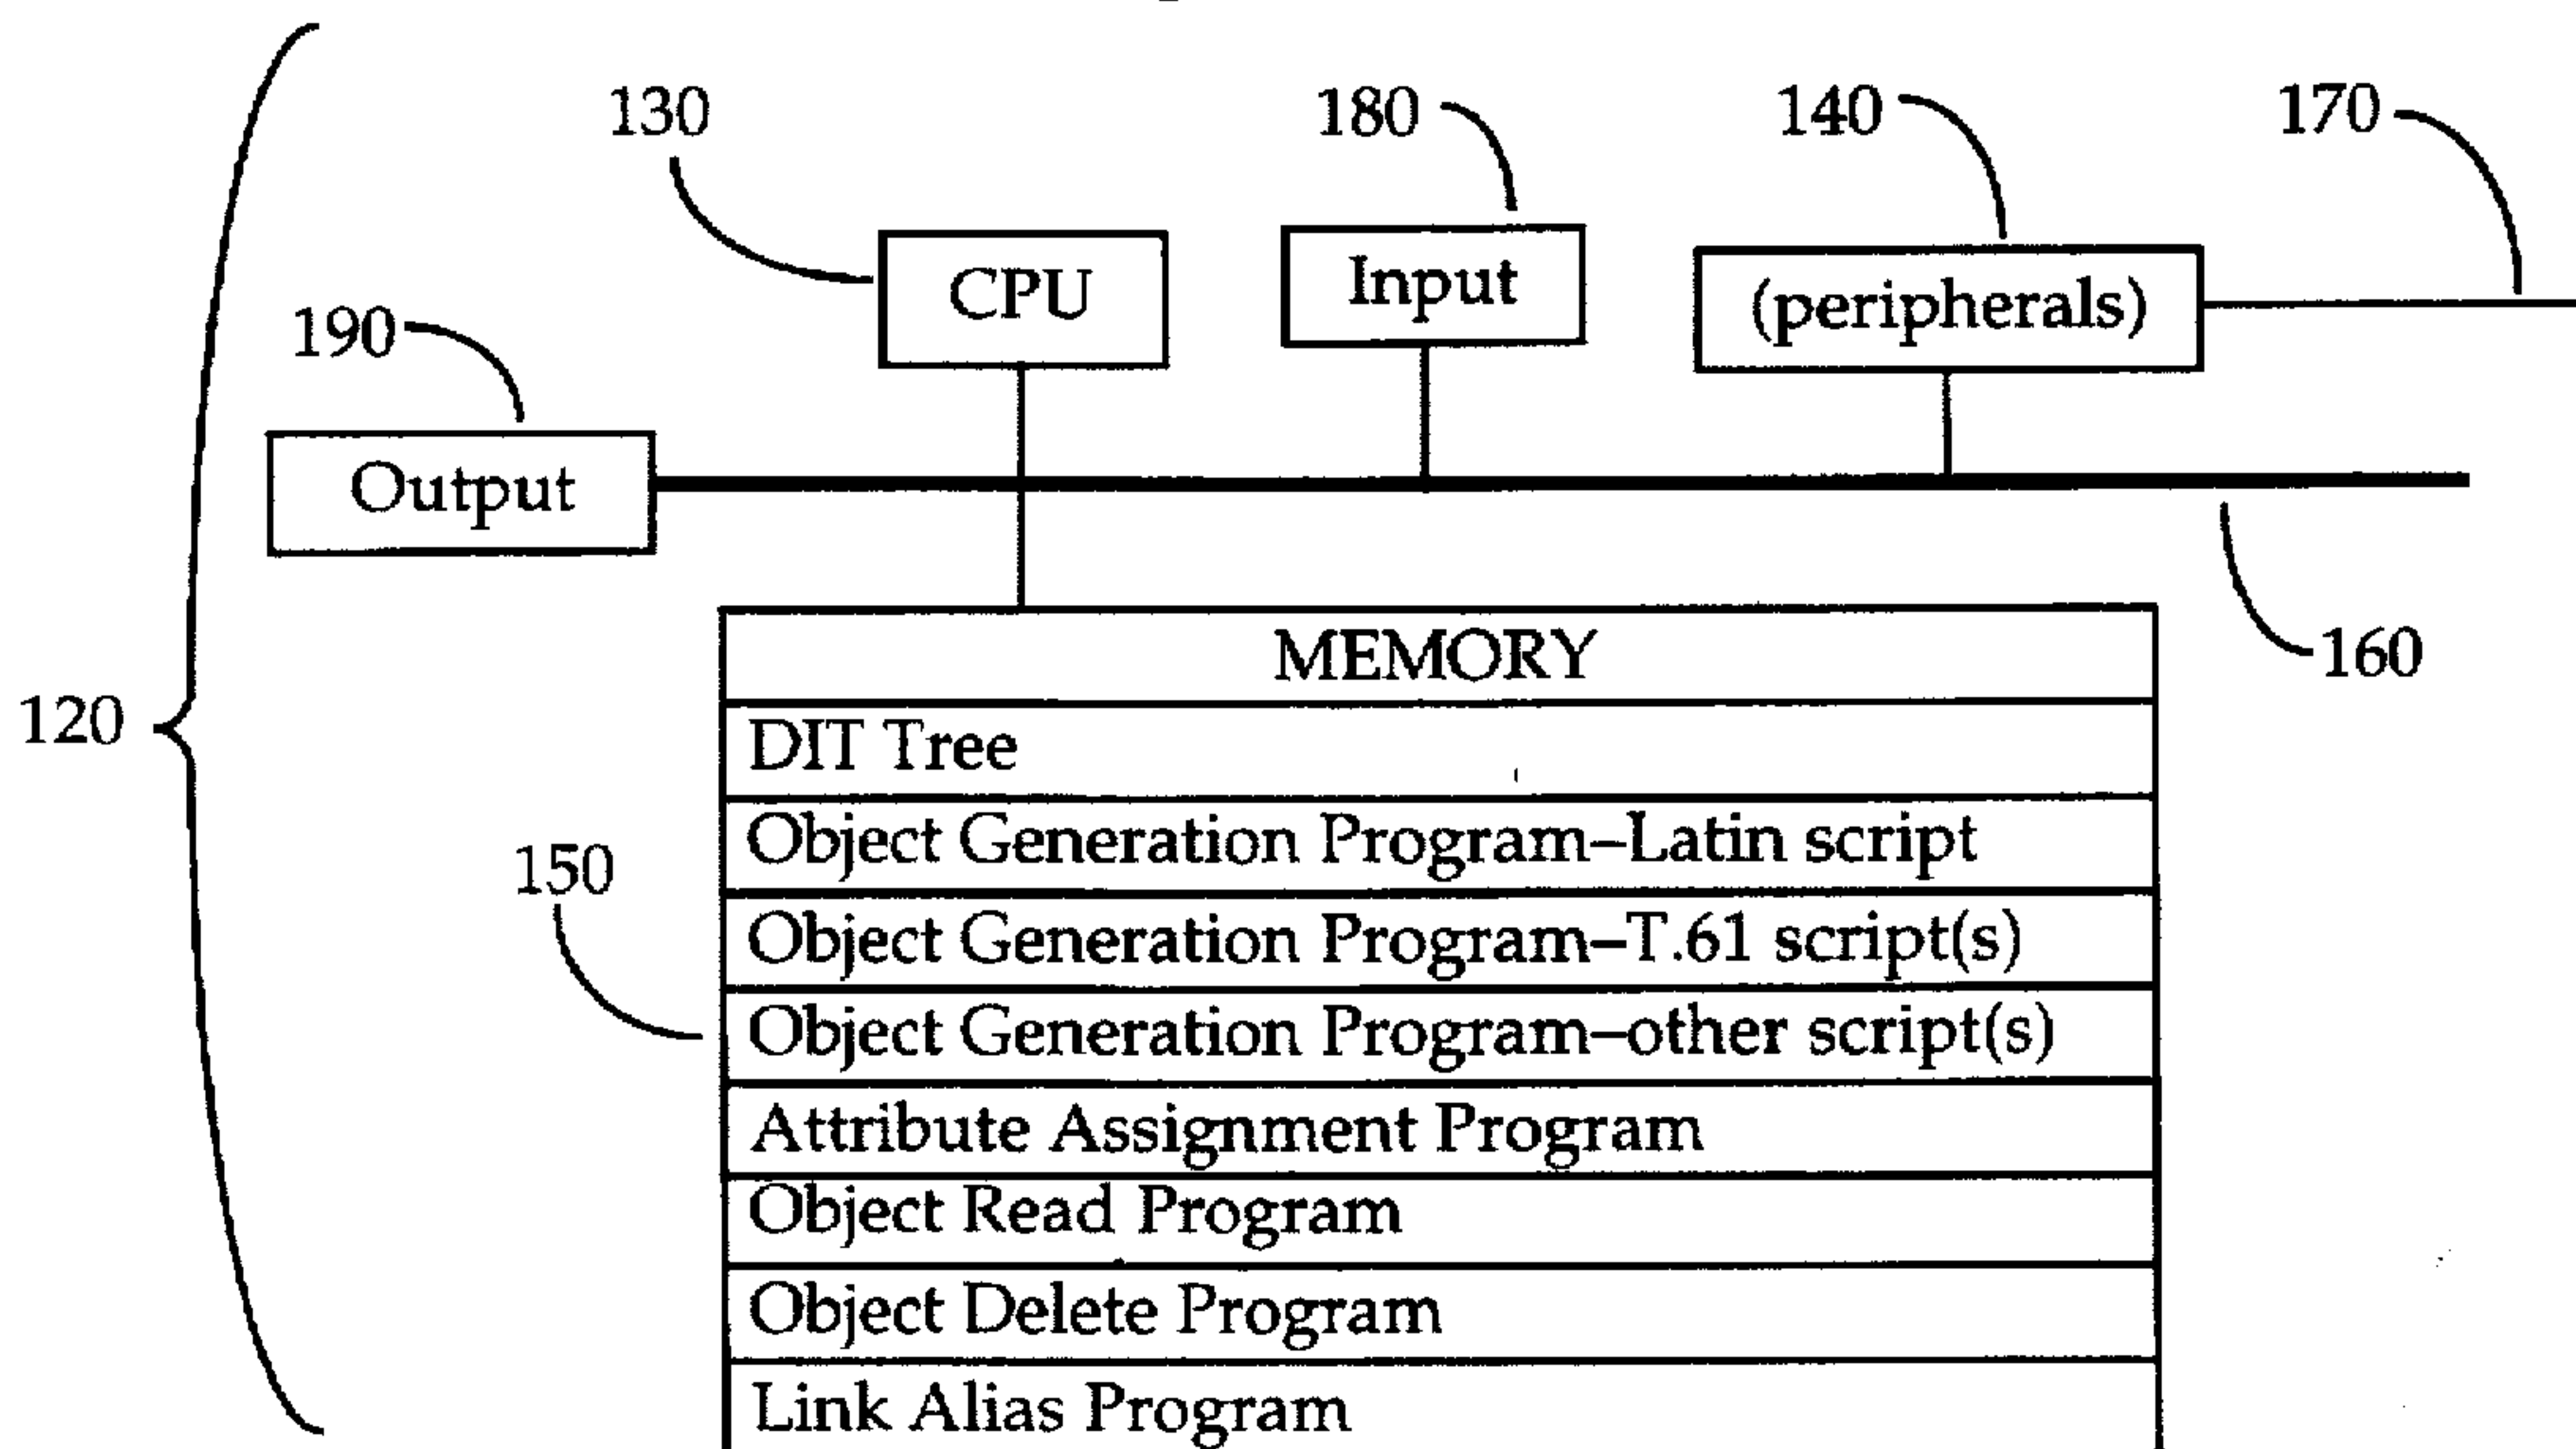 130
180
140
170
CPU
Input
(peripherals)
190
Output
160
120
MEMORY
DIT Tree
Object Generation Program–Latin script
150
Object Generation Program–T.61 script(s)
Object Generation Program–other script(s)
Attribute Assignment Program
Object Read Program
Object Delete Program
Link Alias Program